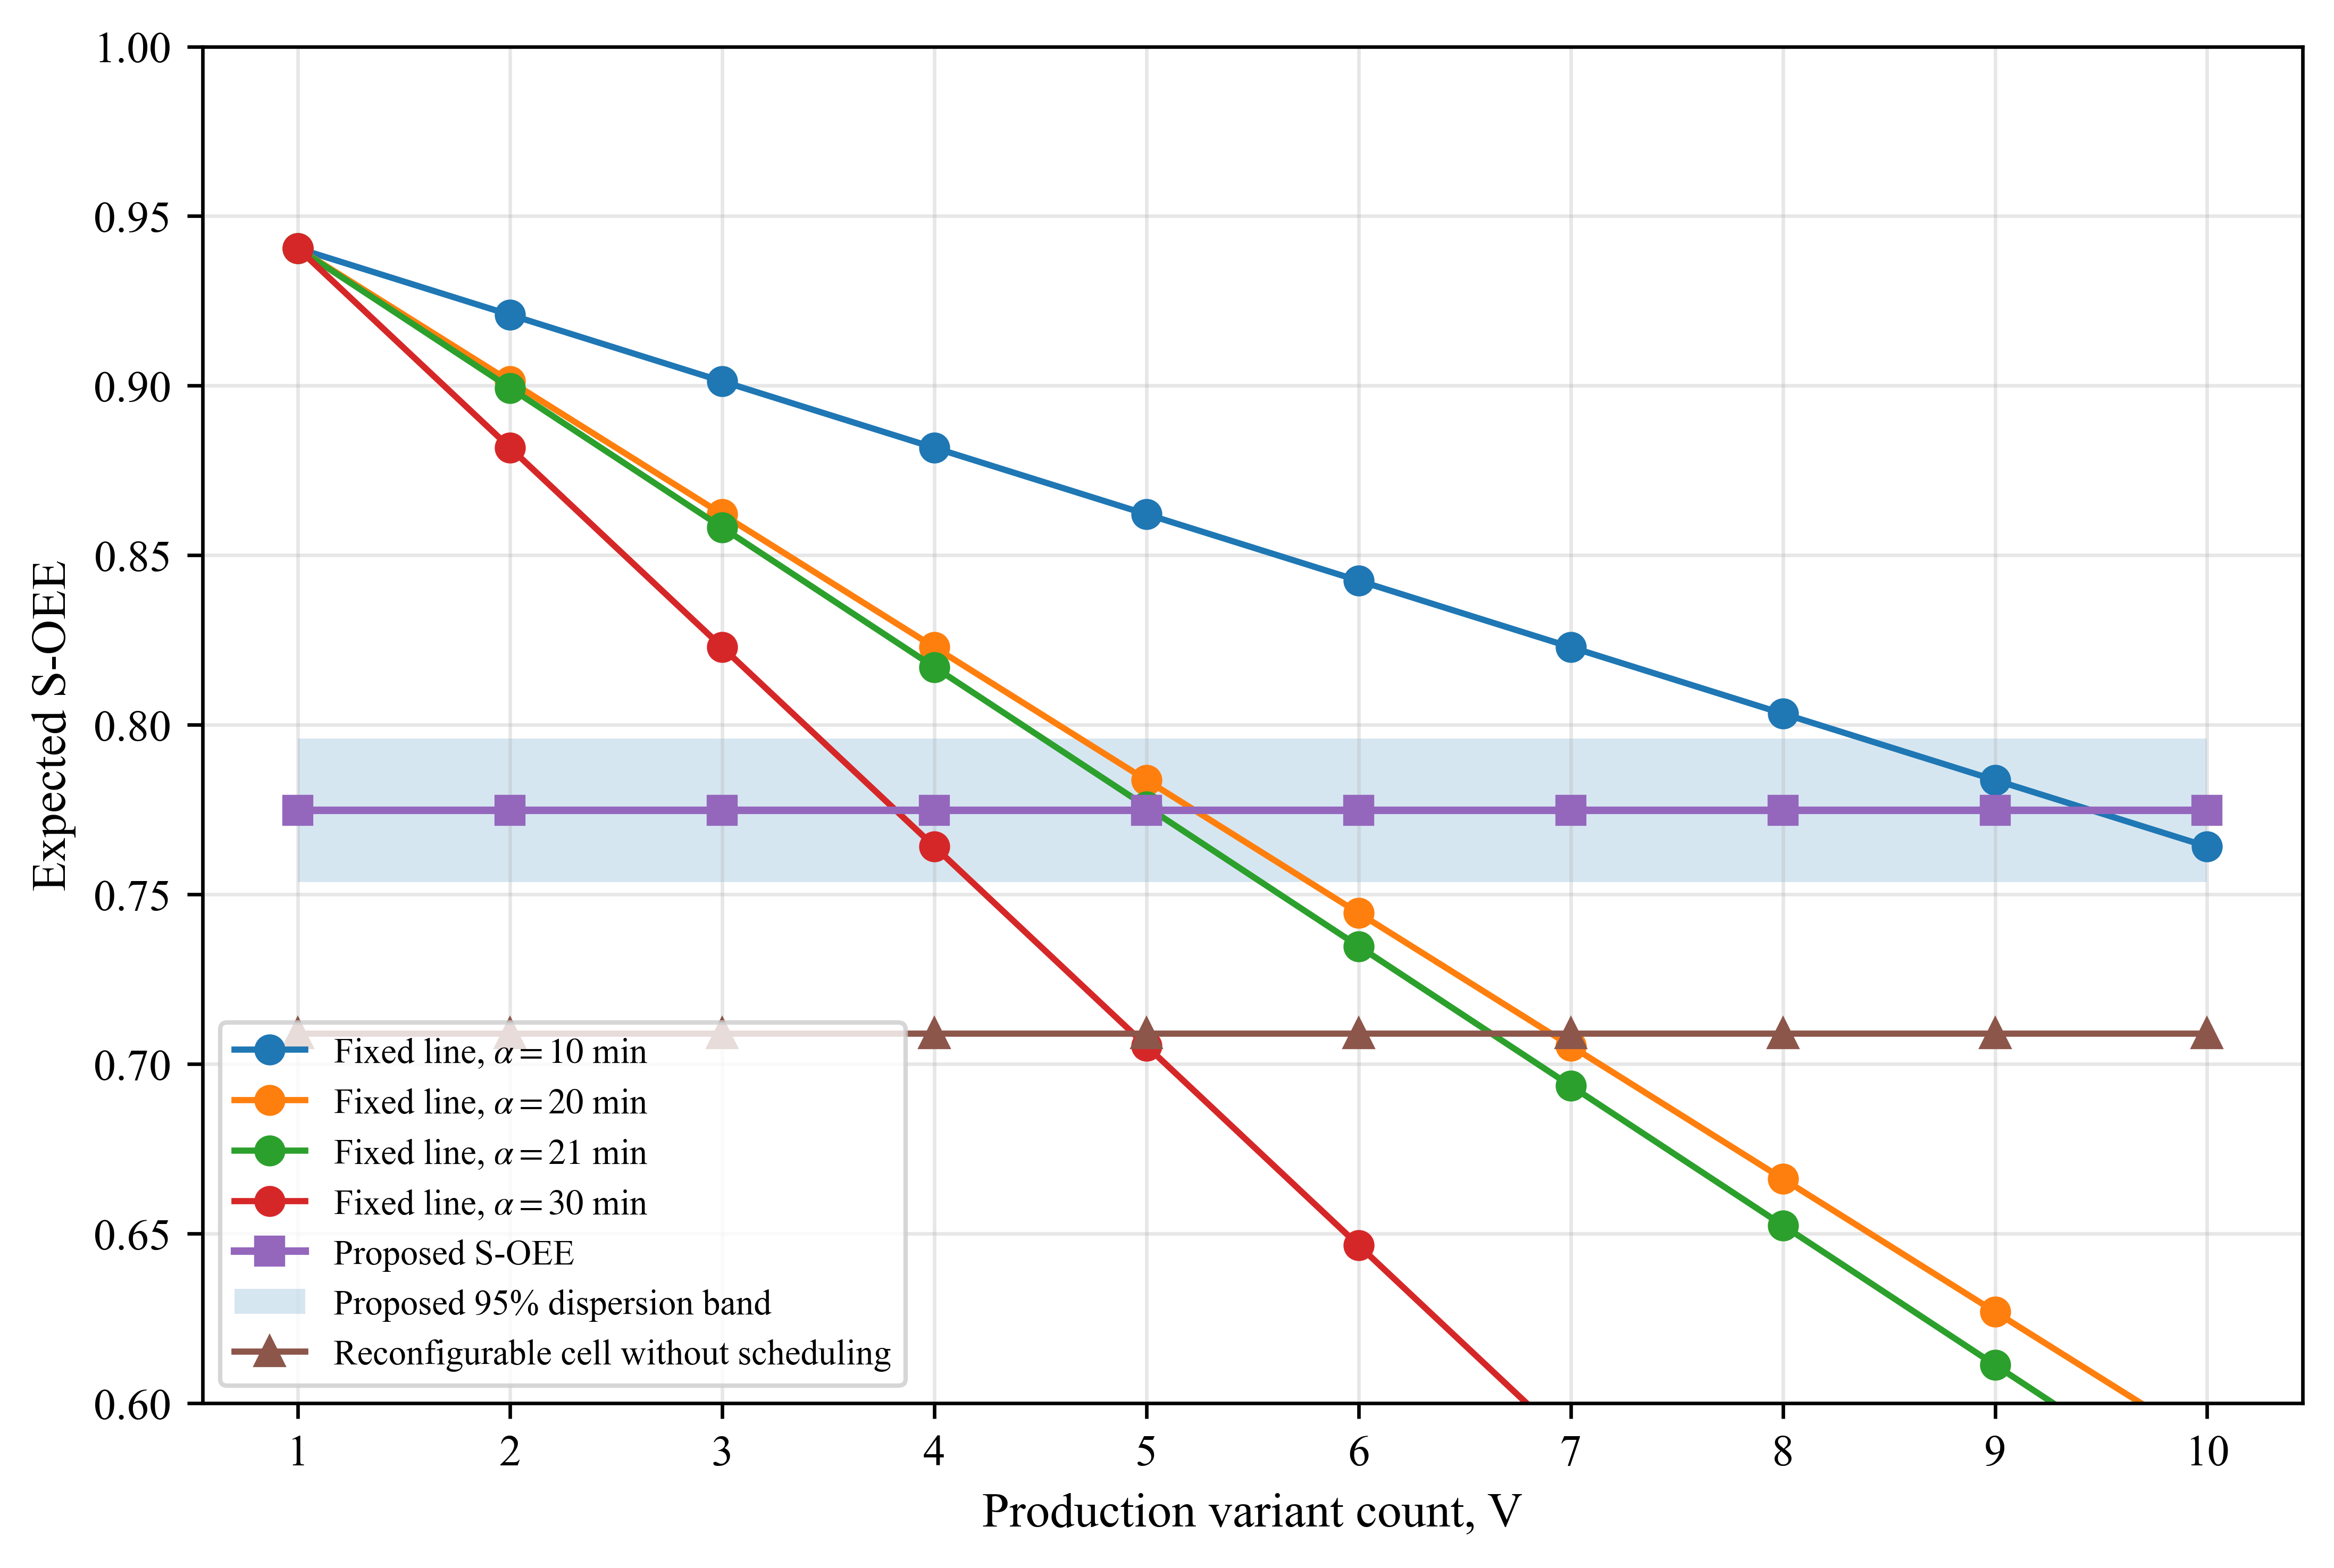 1.00
0.95
0.90
0.85
0.80
0.75
0.70
0.65
0.60
Expected S-OEE
Fixed line, α = 10 min
Fixed line, α = 20 min
Fixed line, α = 21 min
Fixed line, α = 30 min
Proposed S-OEE
Proposed 95% dispersion band
Reconfigurable cell without scheduling
1 2 3 4 5 6 7 8 9 10
Production variant count, V